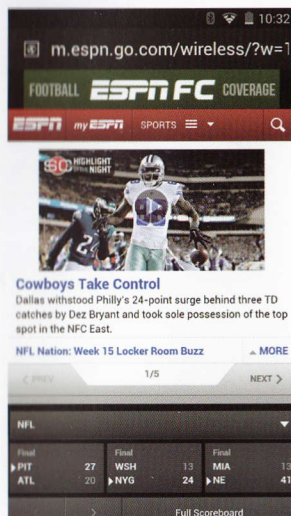 10:32
m.espn.go.com/wireless/?w=1
FOOTBALL ESPN FC COVERAGE
ESPN myESPN SPORTS
HIGHLIGHT
OF THE NIGHT
Cowboys Take Control
Dallas withstood Philly's 24-point surge behind three TD
catches by Dez Bryant and took sole possession of the top
spot in the NFC East.
NFL Nation: Week 15 Locker Room Buzz MORE
PREV 1/5 NEXT
NFL
Final Final Final
PIT 27 WSH 13 MIA 13
ATL 20 NYG 24 NE 41
Full Scoreboard